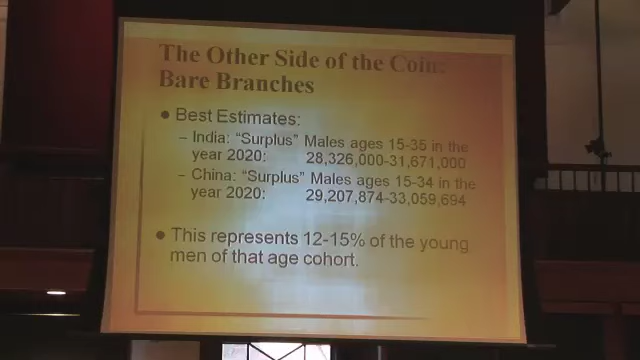 The Other Side of the Coin:
Bare Branches
• Best Estimates:
– India: “Surplus” Males ages 15-35 in the
year 2020: 28,326,000-31,671,000
– China: “Surplus” Males ages 15-34 in the
year 2020: 29,207,874-33,059,694
• This represents 12-15% of the young
men of that age cohort.